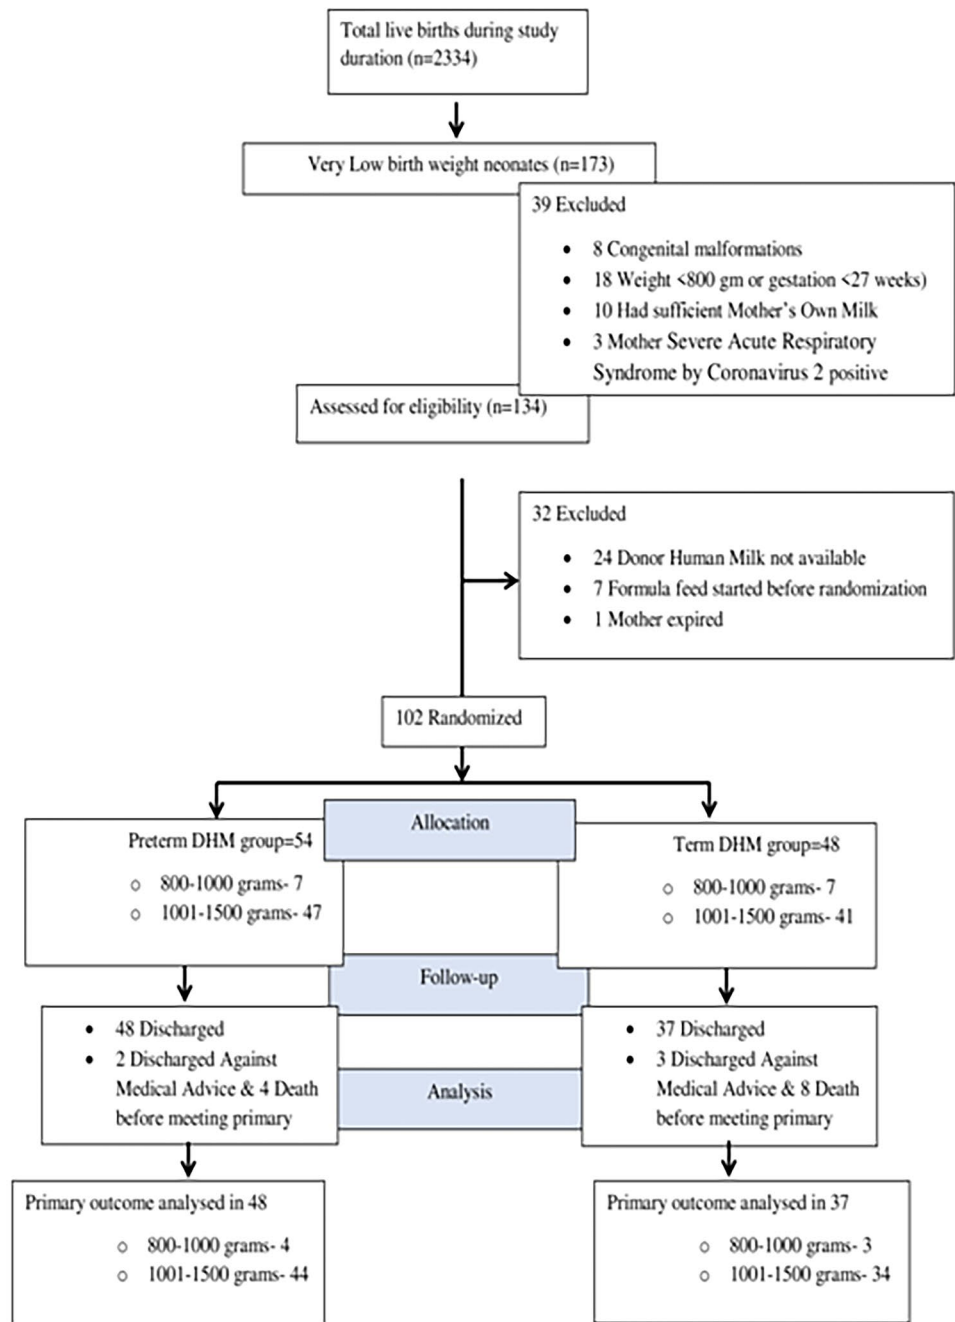 Total live births during study
duration (n=2334)
Very Low birth weight neonates (n=173)
39 Excluded
• 8 Congenital malformations
• 18 Weight <800 gm or gestation <27 weeks)
• 10 Had sufficient Mother's Own Milk
• 3 Mother Severe Acute Respiratory
Syndrome by Coronavirus 2 positive
Assessed for eligibility (n=134)
32 Excluded
• 24 Donor Human Milk not available
• 7 Formula feed started before randomization
• 1 Mother expired
102 Randomized
Allocation
Preterm DHM group=54
○ 800-1000 grams- 7
○ 1001-1500 grams- 47
Term DHM group=48
○ 800-1000 grams- 7
○ 1001-1500 grams- 41
Follow-up
• 48 Discharged
• 2 Discharged Against
Medical Advice & 4 Death
before meeting primary
• 37 Discharged
• 3 Discharged Against
Medical Advice & 8 Death
before meeting primary
Analysis
Primary outcome analysed in 48
○ 800-1000 grams- 4
○ 1001-1500 grams- 44
Primary outcome analysed in 37
○ 800-1000 grams- 3
○ 1001-1500 grams- 34